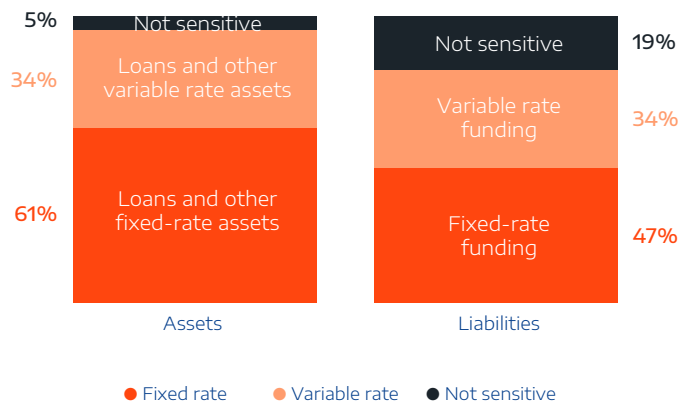 5%
Not sensitive
34%
Loans and other
variable rate assets
61%
Loans and other
fixed-rate assets
Assets
Not sensitive
19%
Variable rate
funding
34%
Fixed-rate
funding
47%
Liabilities
Fixed rate
Variable rate
Not sensitive